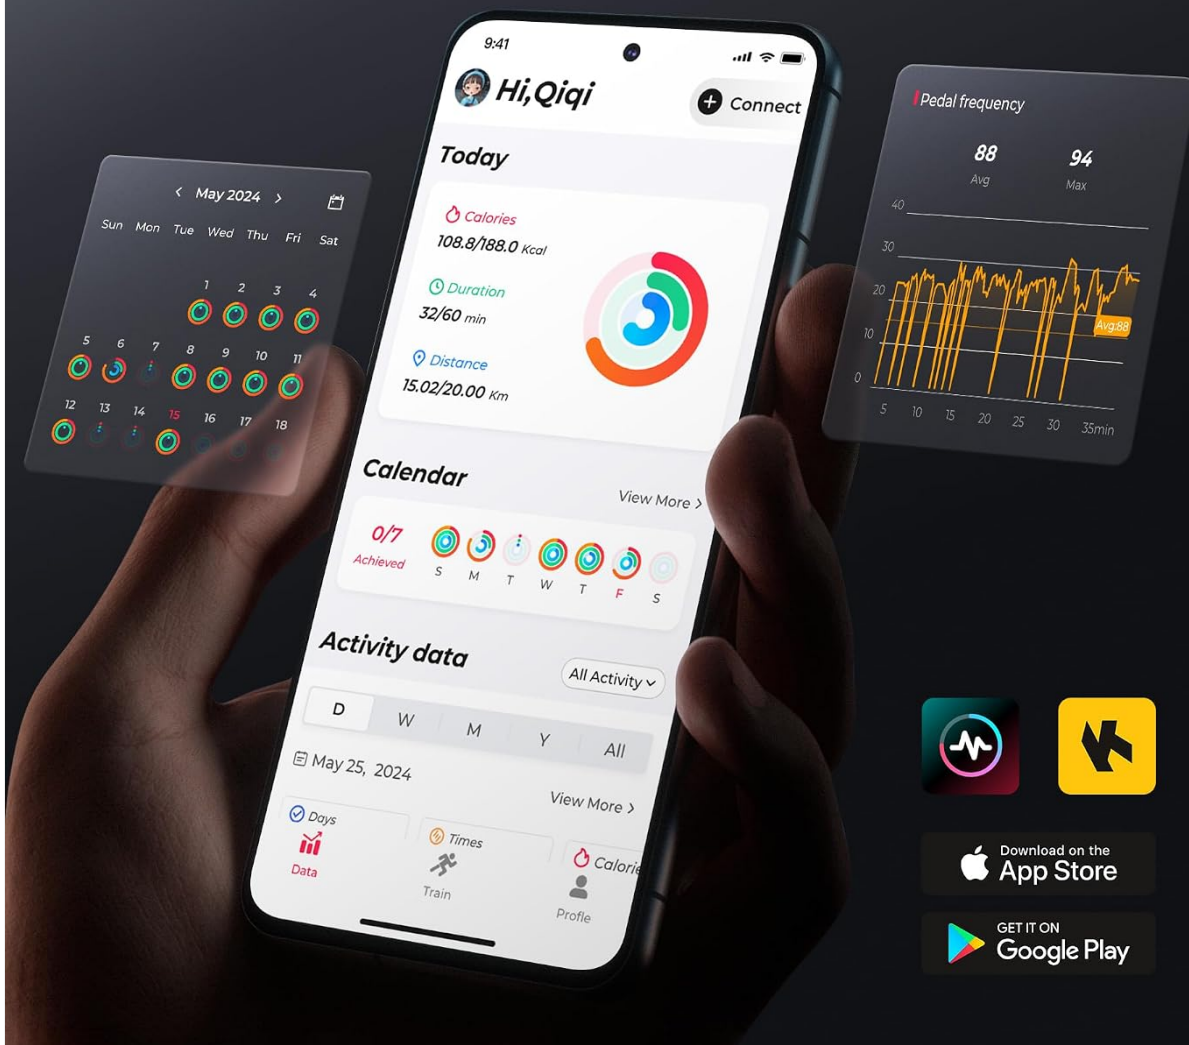 9:41
Hi,Qiqi
Connect
Today
Calories
108.8/188.0 Kcal
Duration
32/60 min
Distance
15.02/20.00 Km
Calendar
View More >
0/7
Achieved
S M T W T F S
Activity data
All Activity
D W M Y All
May 25, 2024
View More >
Days
Times
Calorie
Data
Train
Profle
< May 2024 >
Sun Mon Tue Wed Thu Fri Sat
1 2 3 4
5 6 7 8 9 10 11
12 13 14 15 16 17 18
Pedal frequency
88 94
Avg Max
40
30
20
10
0
Avg:88
5 10 15 20 25 30 35min
Download on the
App Store
GET IT ON
Google Play